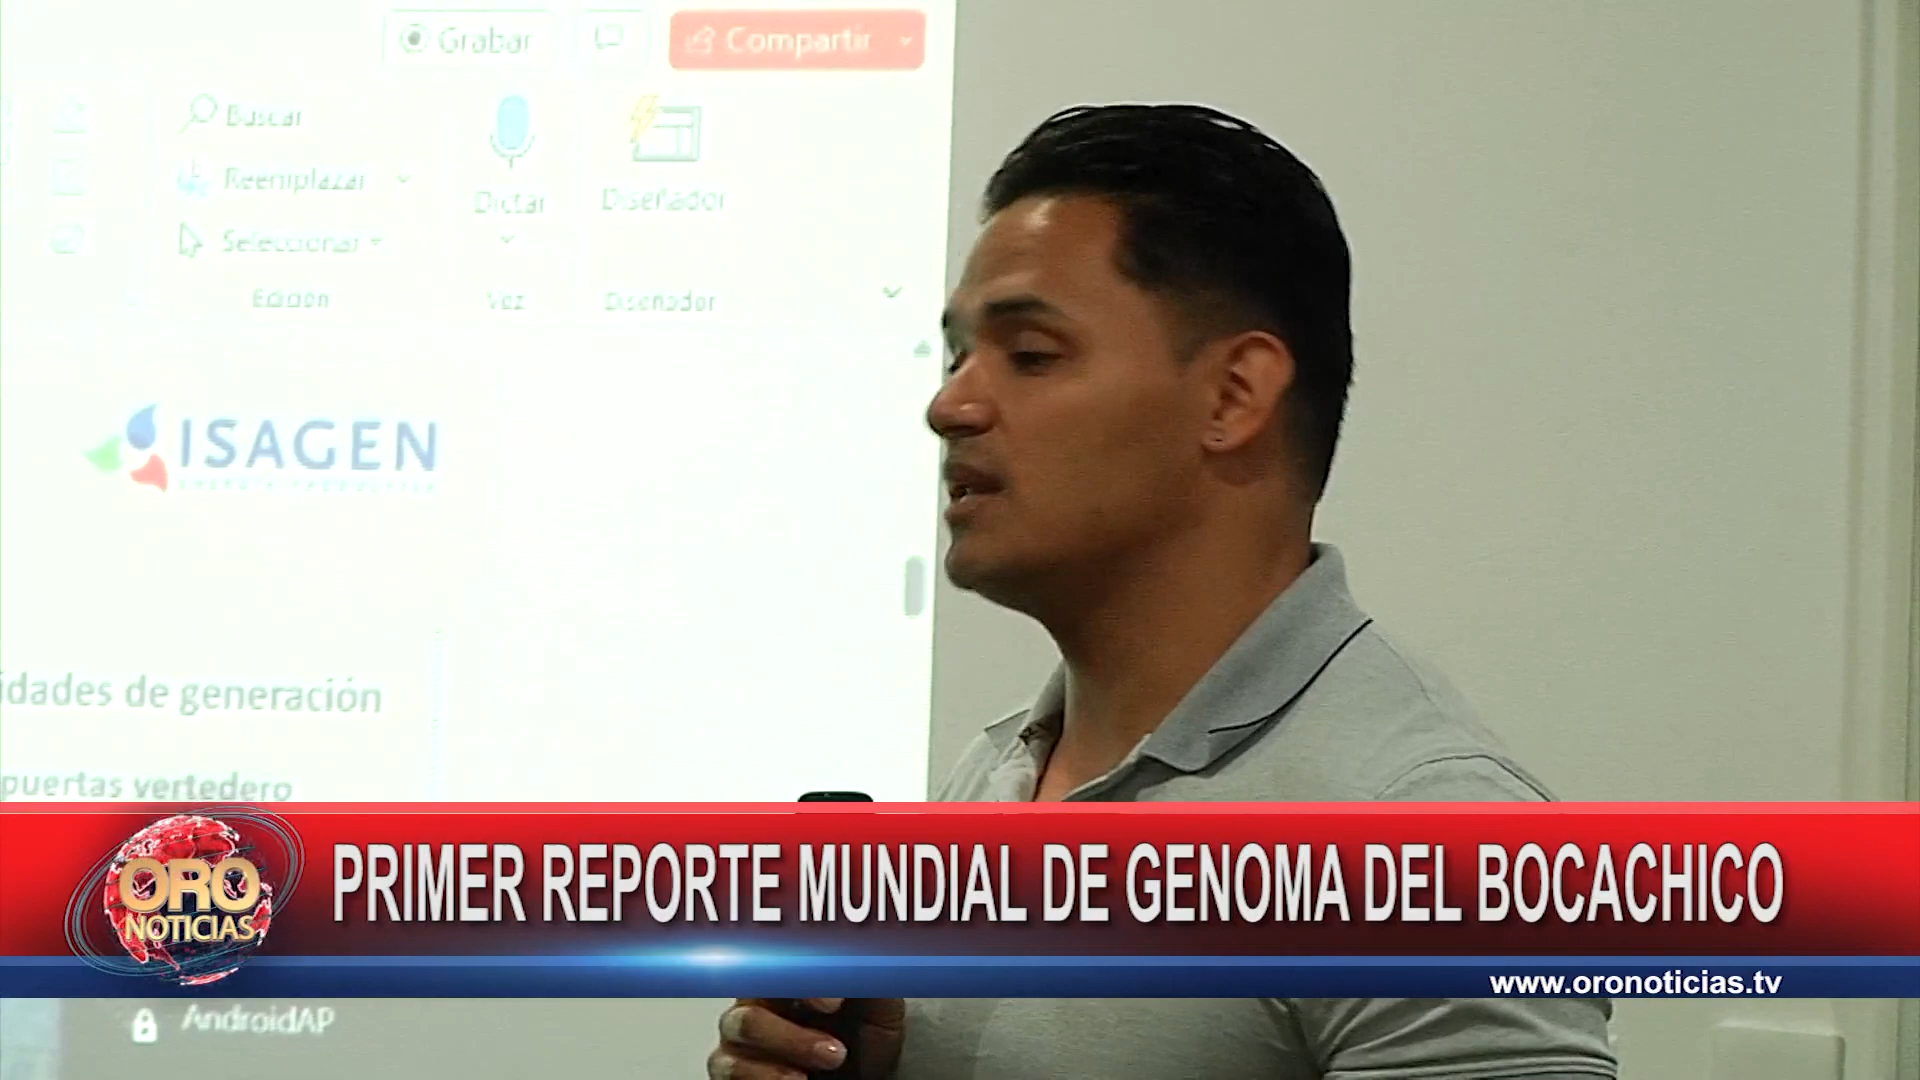 Grabar
Compartir
Buscar
Reemplazar
Dictar
Diseñador
Seleccionar
Edición
Voz
Diseñador
ISAGEN
idades de generación
puertas vertedero
ORO
NOTICIAS
PRIMER REPORTE MUNDIAL DE GENOMA DEL BOCACHICO
www.oronoticias.tv
AndroidAP